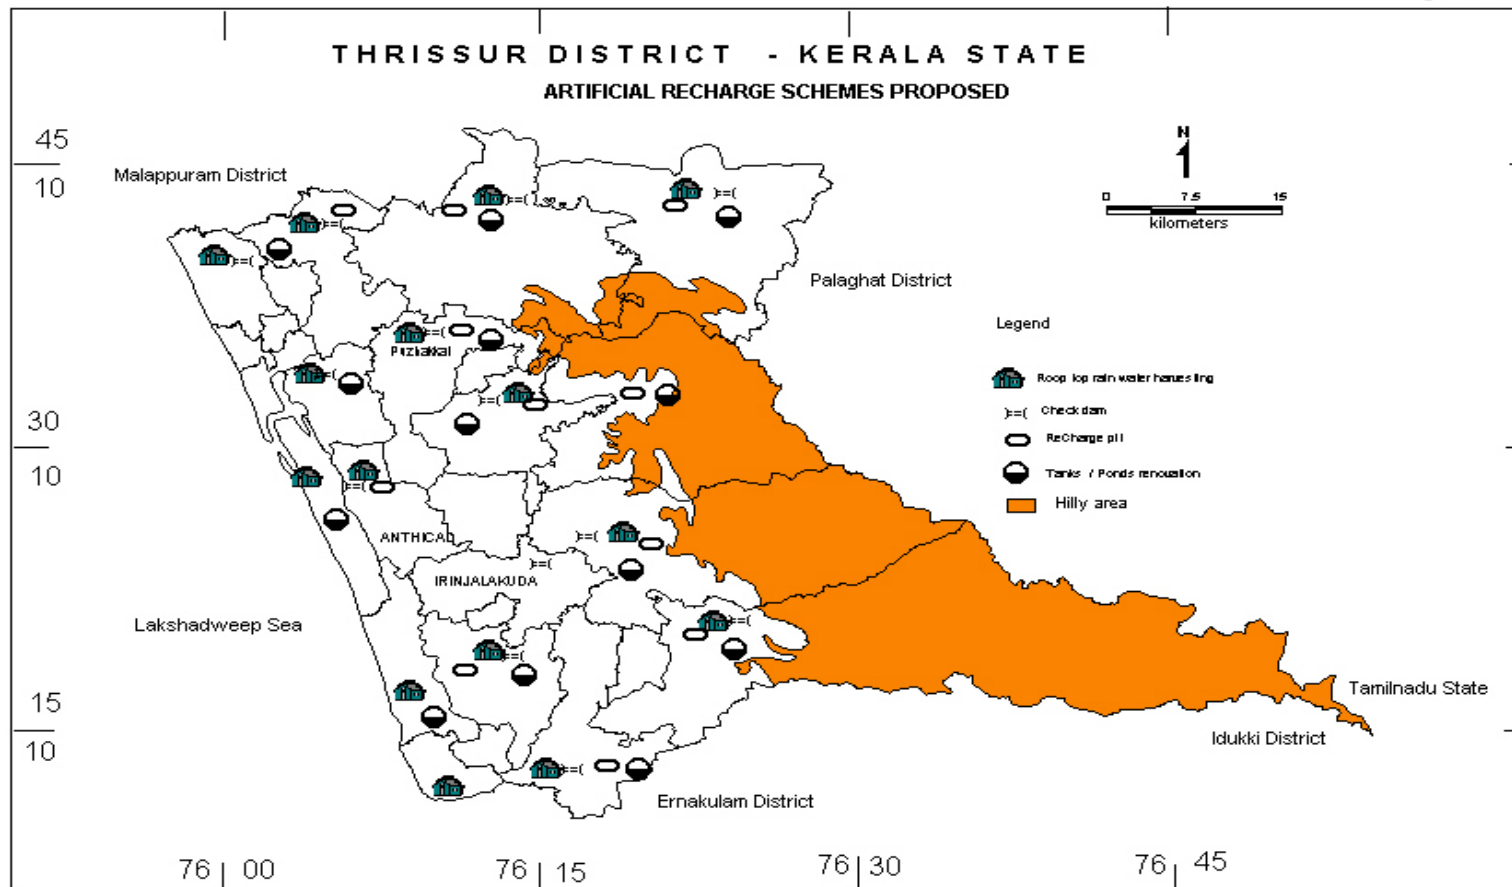 THRISSUR DISTRICT - KERALA STATE
ARTIFICIAL RECHARGE SCHEMES PROPOSED
45
10
Malappuram District
N
0 7.5 15
kilometers
Palaghat District
Legend
Puzhakkal
Roop top rain water harvesting
Check dam
ReCharge pit
Tanks / Ponds renovation
Hilly area
30
10
ANTHICAD
IRINJALAKUDA
Lakshadweep Sea
Tamilnadu State
Idukki District
15
10
Ernakulam District
76 00
76 15
76 30
76 45